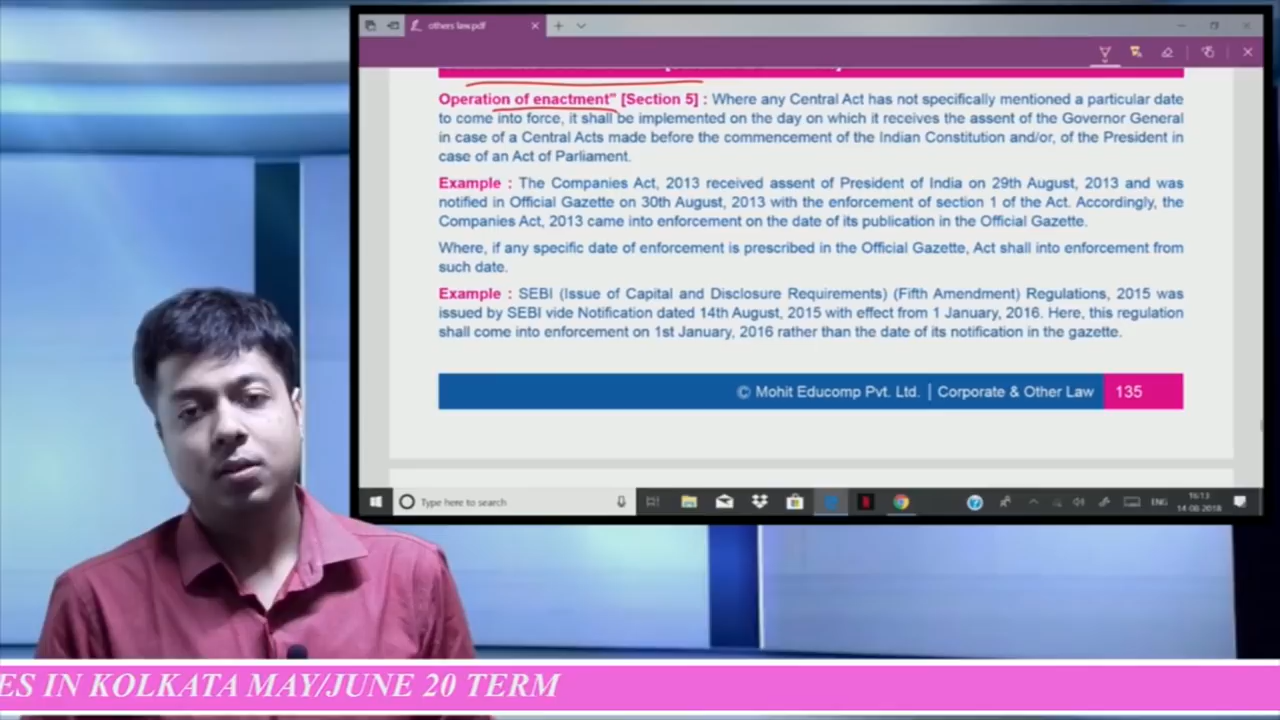 others law.pdf
Operation of enactment" [Section 5] : Where any Central Act has not specifically mentioned a particular date
to come into force, it shall be implemented on the day on which it receives the assent of the Governor General
in case of a Central Acts made before the commencement of the Indian Constitution and/or, of the President in
case of an Act of Parliament.
Example : The Companies Act, 2013 received assent of President of India on 29th August, 2013 and was
notified in Official Gazette on 30th August, 2013 with the enforcement of section 1 of the Act. Accordingly, the
Companies Act, 2013 came into enforcement on the date of its publication in the Official Gazette.
Where, if any specific date of enforcement is prescribed in the Official Gazette, Act shall into enforcement from
such date.
Example : SEBI (Issue of Capital and Disclosure Requirements) (Fifth Amendment) Regulations, 2015 was
issued by SEBI vide Notification dated 14th August, 2015 with effect from 1 January, 2016. Here, this regulation
shall come into enforcement on 1st January, 2016 rather than the date of its notification in the gazette.
© Mohit Educomp Pvt. Ltd. | Corporate & Other Law 135
Type here to search
ENG
16:13
14-08-2018
ES IN KOLKATA MAY/JUNE 20 TERM